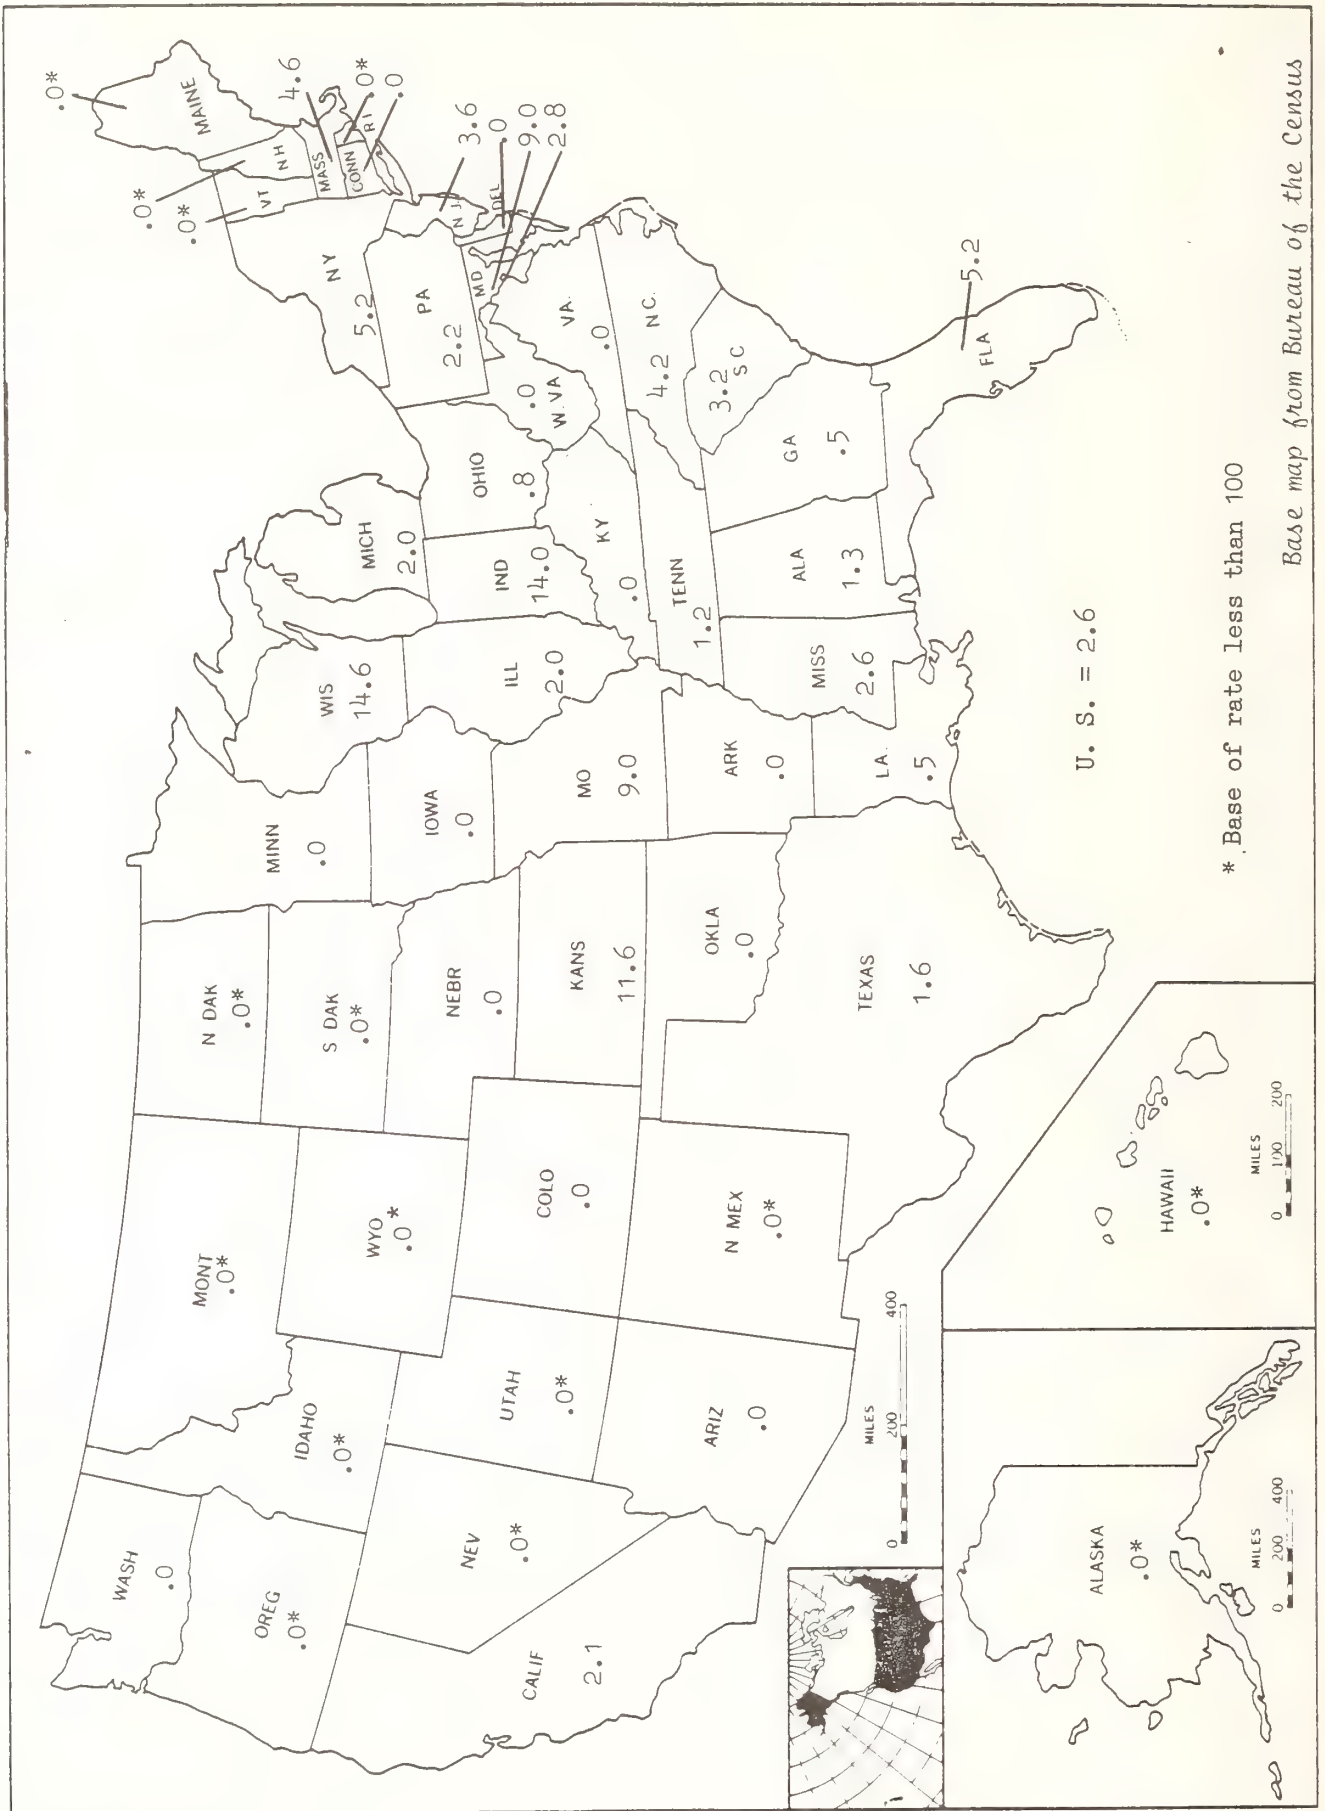 WASH
.0
OREG
.0*
CALIF
2.1
NEV
.0*
IDAHO
.0*
MONT
.0*
WYO
.0*
UTAH
.0*
ARIZ
.0
COLO
.0
N MEX
.0*
N DAK
.0*
S DAK
.0*
NEBR
.0
KANS
11.6
OKLA
.0
TEXAS
1.6
MINN
.0
IOWA
.0
MO
9.0
ARK
.0
LA.
.5
WIS
14.6
ILL
2.0
MISS
2.6
MICH
2.0
IND
14.0
OHIO
.8
KY
.0
TENN
1.2
ALA
1.3
GA
.5
FLA
5.2
S C
3.2
N C.
4.2
VA.
.0
W. VA
.0
PA
2.2
NY
5.2
VT
.0*
N H
.0*
MAINE
.0*
MASS
4.6
R I
.0*
CONN
.0
N J.
3.6
DEL
.0
MD
9.0
2.8
ALASKA
.0*
MILES
0 200 400
HAWAII
.0*
MILES
0 100 200
MILES
0 200 400
U. S. = 2.6
* Base of rate less than 100
Base map from Bureau of the Census